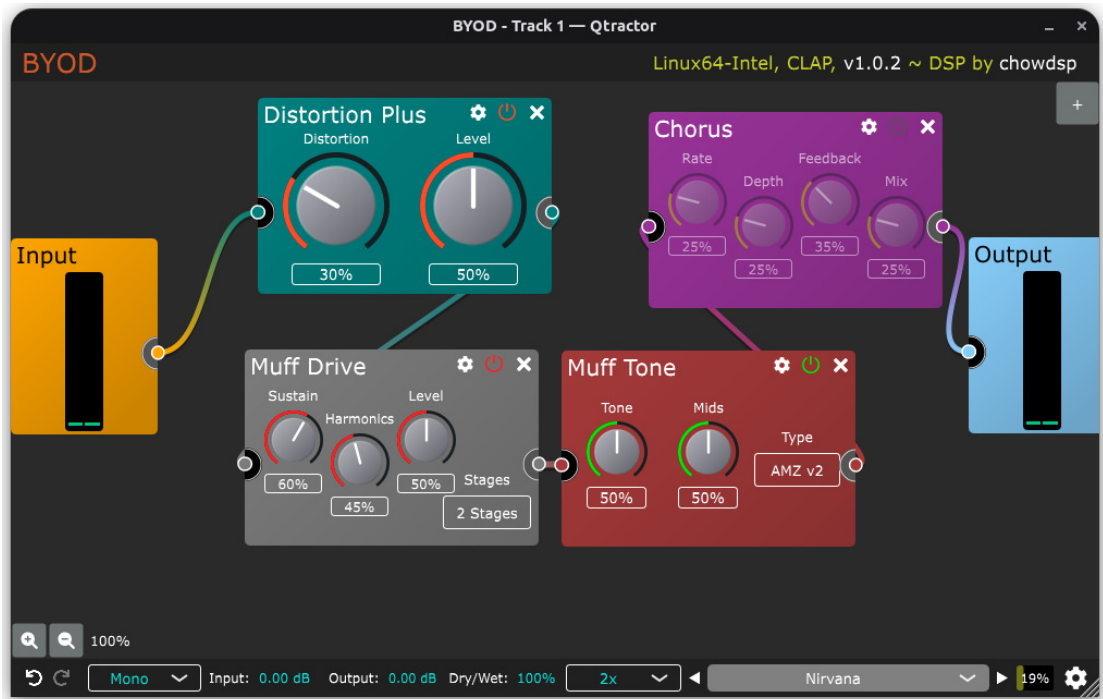 BYOD - Track 1 — Qtractor
BYOD
Linux64-Intel, CLAP, v1.0.2 ~ DSP by chowdsp
+
Distortion Plus
Distortion
Level
30%
50%
Chorus
Rate
Depth
Feedback
Mix
25%
25%
35%
25%
Input
Output
Muff Drive
Sustain
Harmonics
Level
60%
45%
50%
Stages
2 Stages
Muff Tone
Tone
Mids
Type
50%
50%
AMZ v2
100%
Mono
Input: 0.00 dB
Output: 0.00 dB
Dry/Wet: 100%
2x
Nirvana
19%